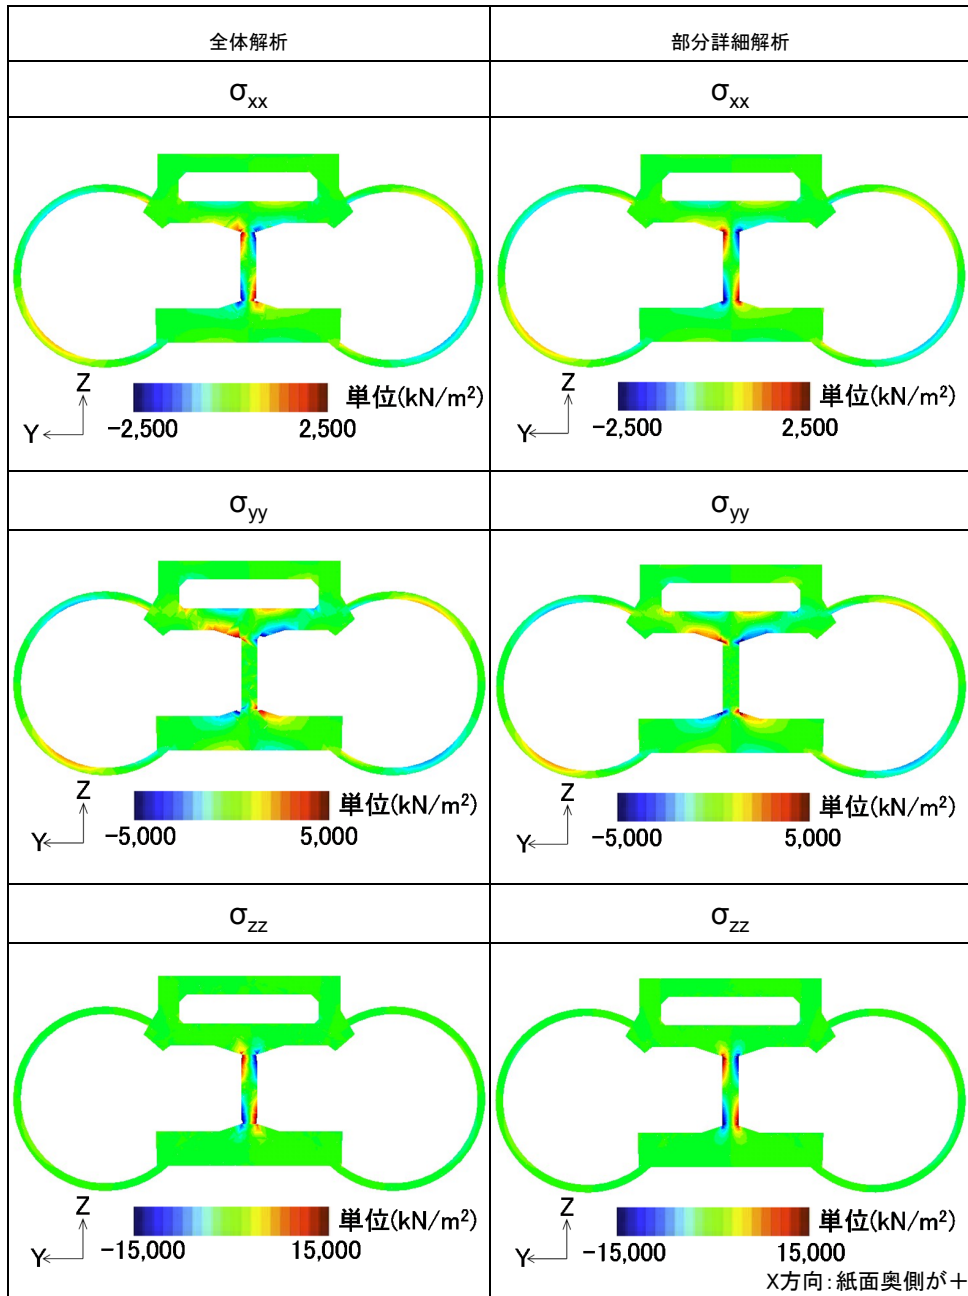 全体解析 部分詳細解析
σxx σxx
Z Z
単位(kN/m²) 単位(kN/m²)
Y -2,500 2,500 Y -2,500 2,500
σyy σyy
Z Z
単位(kN/m²) 単位(kN/m²)
Y -5,000 5,000 Y -5,000 5,000
σzz σzz
Z Z
単位(kN/m²) 単位(kN/m²)
Y -15,000 15,000 Y -15,000 15,000
X方向:紙面奥側が+